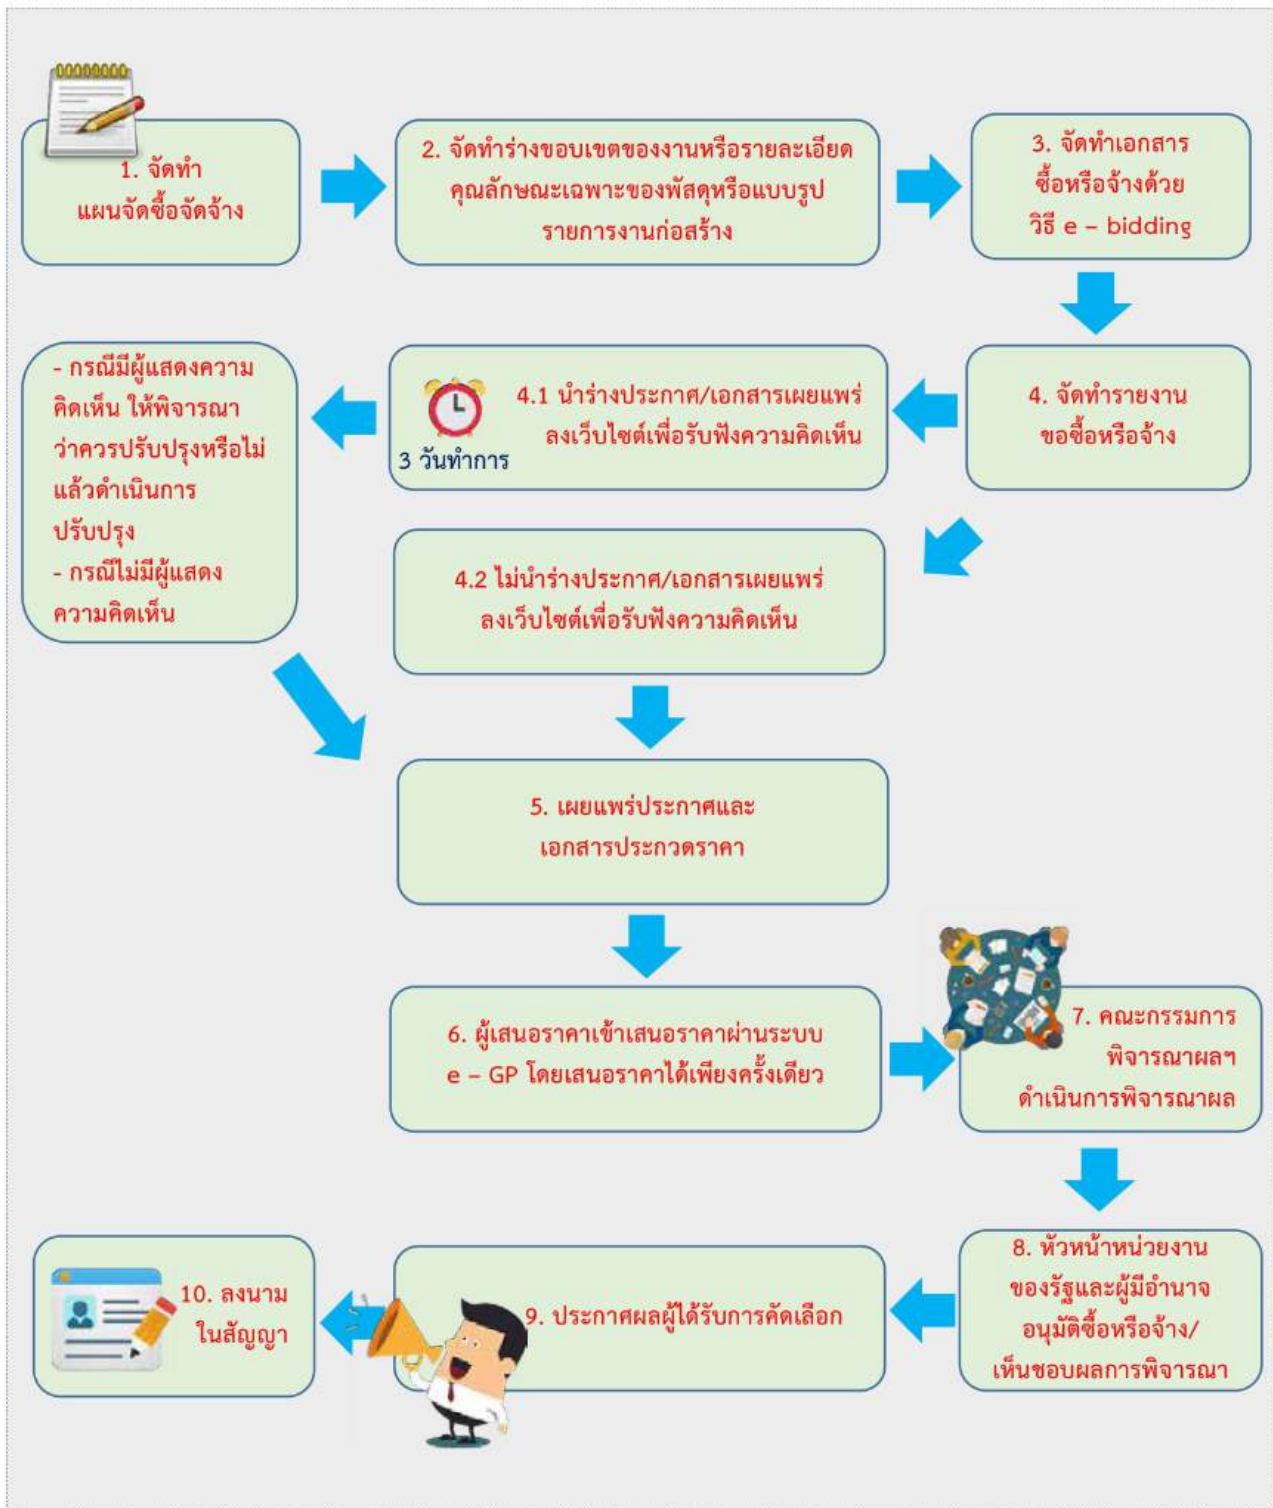 1. จัดทำ
แผนจัดซื้อจัดจ้าง
2. จัดทำร่างขอบเขตของงานหรือรายละเอียด
คุณลักษณะเฉพาะของพัสดุหรือแบบรูป
รายการงานก่อสร้าง
3. จัดทำเอกสาร
ซื้อหรือจ้างด้วย
วิธี e – bidding
4. จัดทำรายงาน
ขอซื้อหรือจ้าง
4.1 นำร่างประกาศ/เอกสารเผยแพร่
ลงเว็บไซต์เพื่อรับฟังความคิดเห็น
3 วันทำการ
- กรณีมีผู้แสดงความ
คิดเห็น ให้พิจารณา
ว่าควรปรับปรุงหรือไม่
แล้วดำเนินการ
ปรับปรุง
- กรณีไม่มีผู้แสดง
ความคิดเห็น
4.2 ไม่นำร่างประกาศ/เอกสารเผยแพร่
ลงเว็บไซต์เพื่อรับฟังความคิดเห็น
5. เผยแพร่ประกาศและ
เอกสารประกวดราคา
6. ผู้เสนอราคาเข้าเสนอราคาผ่านระบบ
e – GP โดยเสนอราคาได้เพียงครั้งเดียว
7. คณะกรรมการ
พิจารณาผลฯ
ดำเนินการพิจารณาผล
8. หัวหน้าหน่วยงาน
ของรัฐและผู้มีอำนาจ
อนุมัติซื้อหรือจ้าง/
เห็นชอบผลการพิจารณา
9. ประกาศผลผู้ได้รับการคัดเลือก
10. ลงนาม
ในสัญญา